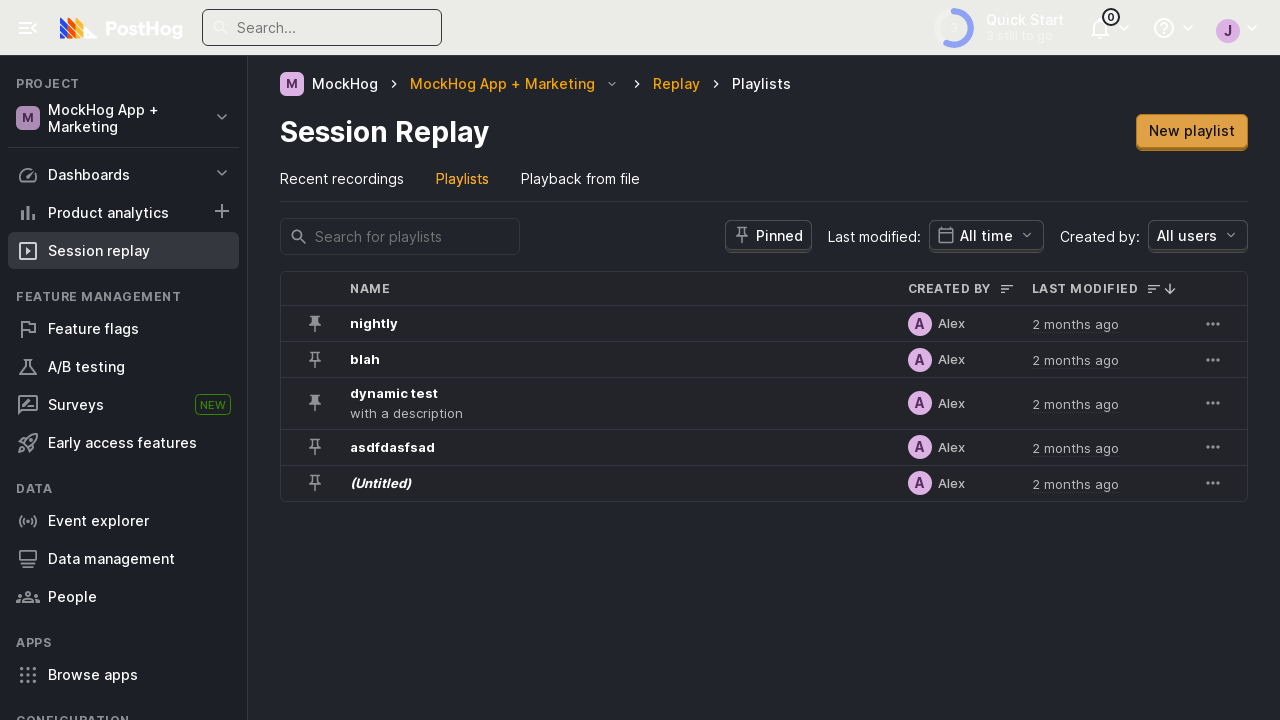 PostHog
Search...
3
Quick Start
3 still to go
0
J
PROJECT
M
MockHog App +
Marketing
Dashboards
Product analytics
Session replay
FEATURE MANAGEMENT
Feature flags
A/B testing
Surveys
NEW
Early access features
DATA
Event explorer
Data management
People
APPS
Browse apps
CONFIGURATION
M MockHog MockHog App + Marketing Replay Playlists
Session Replay
New playlist
Recent recordings Playlists Playback from file
Search for playlists
Pinned Last modified: All time Created by: All users
NAME CREATED BY LAST MODIFIED
nightly A Alex 2 months ago
blah A Alex 2 months ago
dynamic test
with a description
A Alex 2 months ago
asdfdasfsad A Alex 2 months ago
(Untitled) A Alex 2 months ago